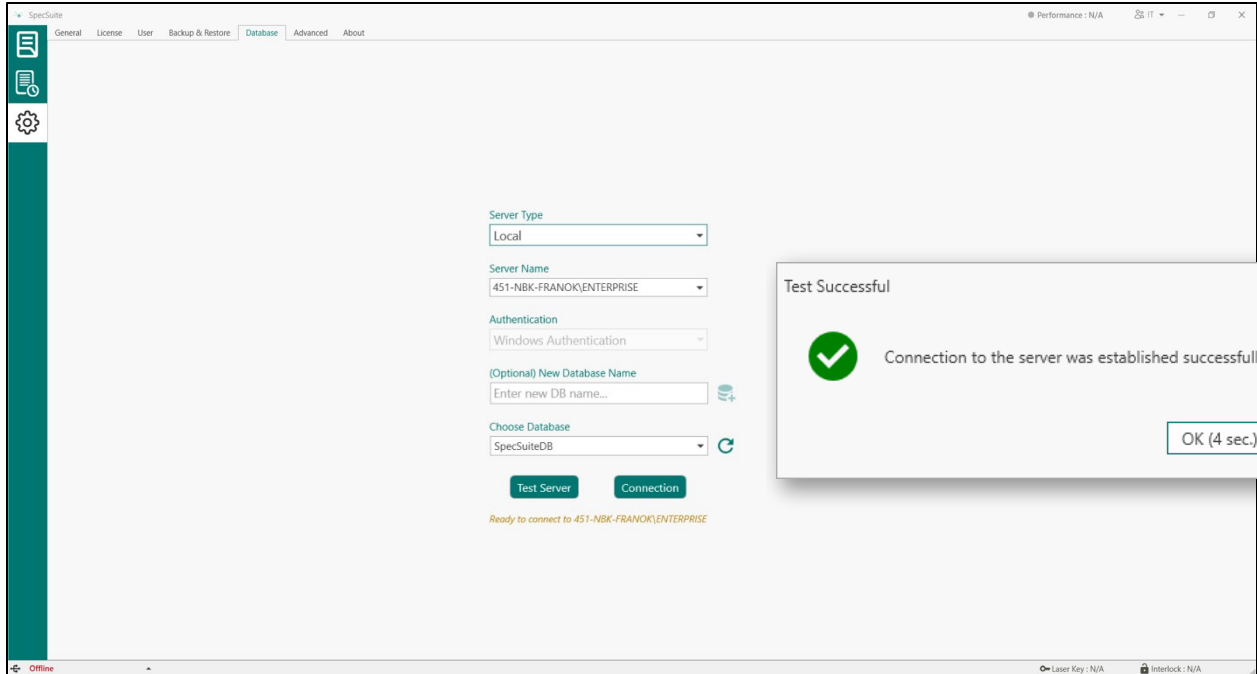 SpecSuite
Performance : N/A
IT
General License User Backup & Restore Database Advanced About
Server Type
Local
Server Name
451-NBK-FRANOK\ENTERPRISE
Authentication
Windows Authentication
(Optional) New Database Name
Enter new DB name...
Choose Database
SpecSuiteDB
Test Server Connection
Ready to connect to 451-NBK-FRANOK\ENTERPRISE
Test Successful
Connection to the server was established successfull
OK (4 sec.)
Offline
Laser Key : N/A Interlock : N/A